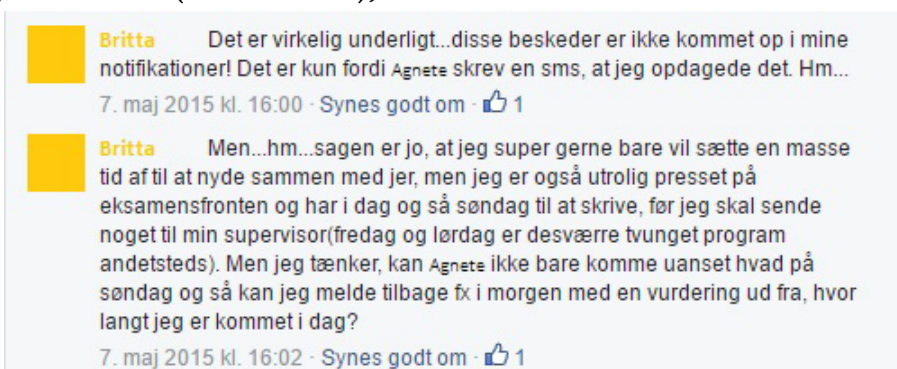 Britta Det er virkelig underligt...disse beskeder er ikke kommet op i mine
notifikationer! Det er kun fordi Agnete skrev en sms, at jeg opdagede det. Hm...
7. maj 2015 kl. 16:00 · Synes godt om · 1
Britta Men...hm...sagen er jo, at jeg super gerne bare vil sætte en masse
tid af til at nyde sammen med jer, men jeg er også utrolig presset på
eksamensfronten og har i dag og så søndag til at skrive, før jeg skal sende
noget til min supervisor(fredag og lørdag er desværre tvunget program
andetsteds). Men jeg tænker, kan Agnete ikke bare komme uanset hvad på
søndag og så kan jeg melde tilbage fx i morgen med en vurdering ud fra, hvor
langt jeg er kommet i dag?
7. maj 2015 kl. 16:02 · Synes godt om · 1